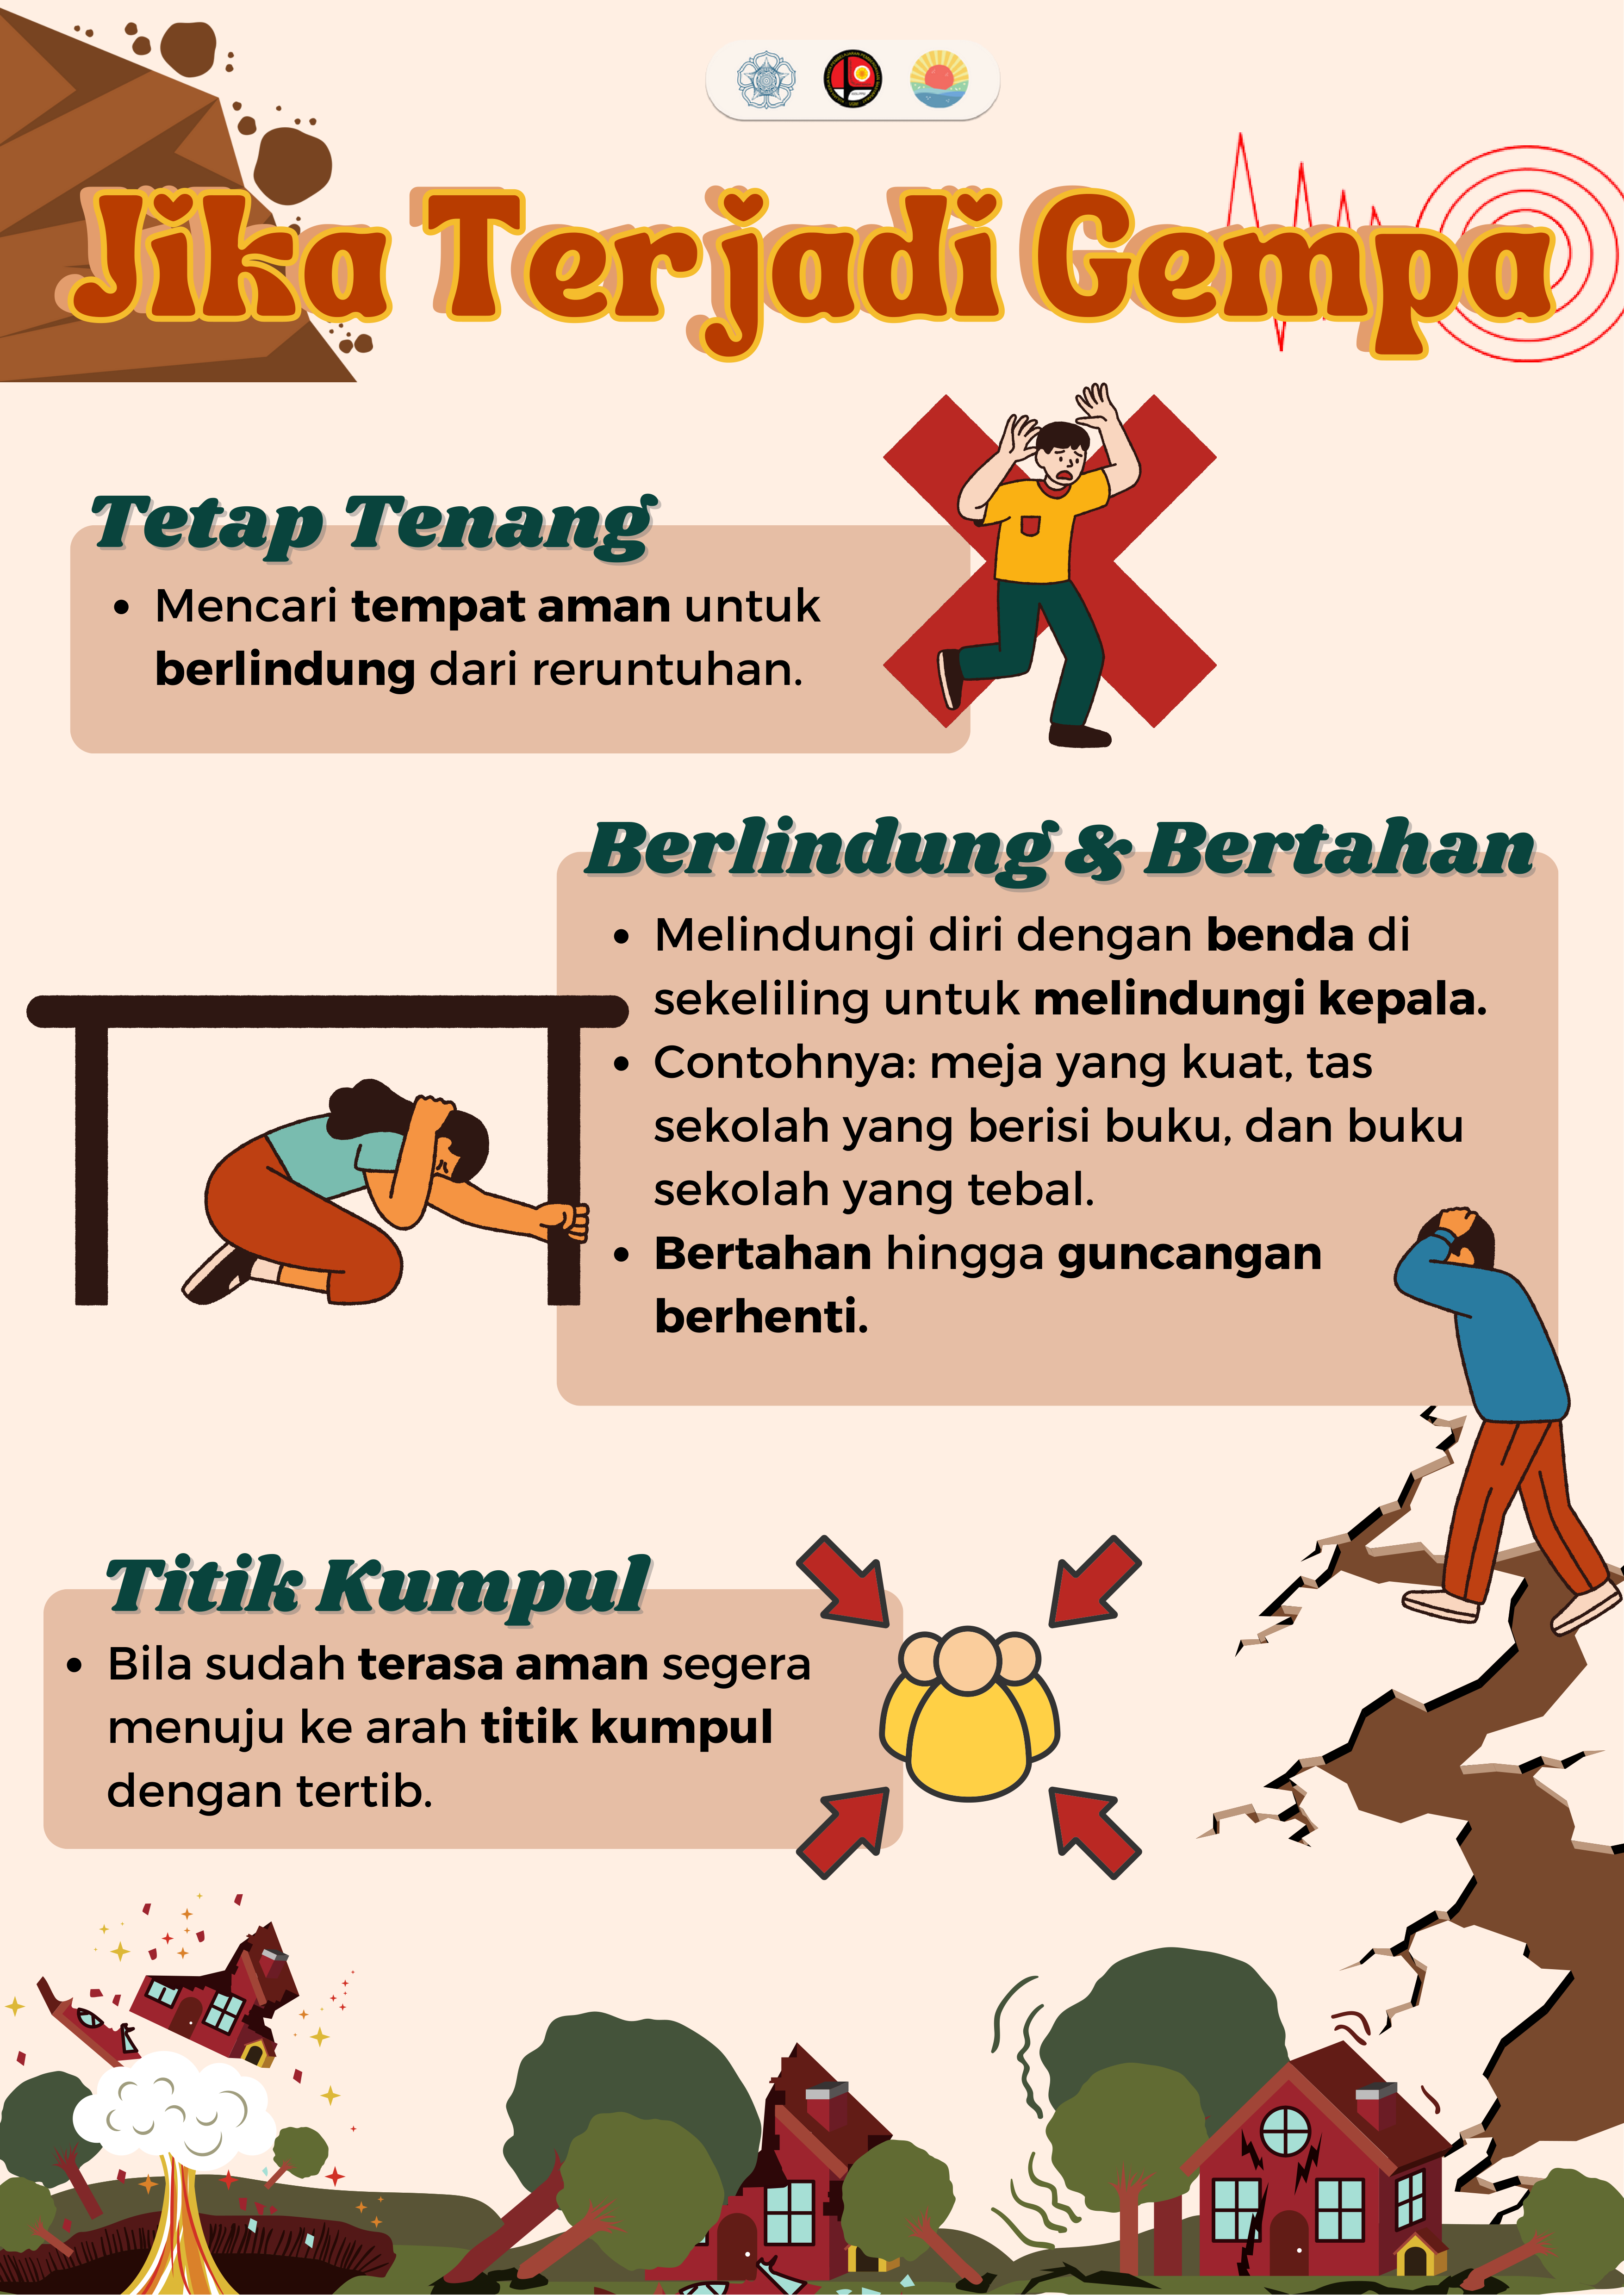 Jika Terjadi Gempa
Tetap Tenang
• Mencari tempat aman untuk
berlindung dari reruntuhan.
Berlindung & Bertahan
• Melindungi diri dengan benda di
sekeliling untuk melindungi kepala.
• Contohnya: meja yang kuat, tas
sekolah yang berisi buku, dan buku
sekolah yang tebal.
• Bertahan hingga guncangan
berhenti.
Titik Kumpul
• Bila sudah terasa aman segera
menuju ke arah titik kumpul
dengan tertib.